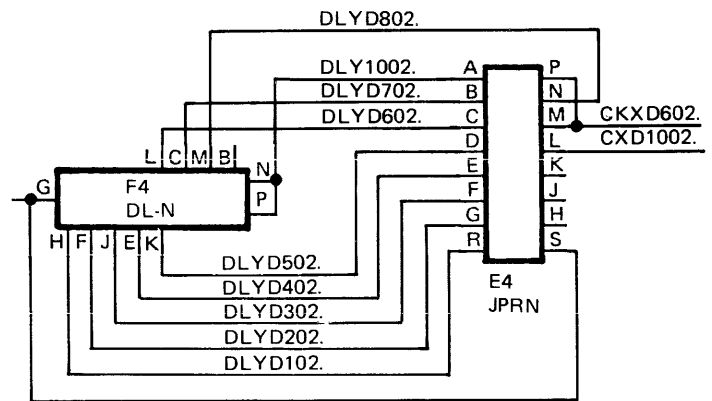 DLYD802.
DLY1002.
DLYD702.
DLYD602.
A
B
C
D
E
F
G
R
P
N
M
L
K
J
H
S
CKXD602.
CXD1002.
L C M B
N
P
G
F4
DL-N
H F J E K
DLYD502.
DLYD402.
DLYD302.
DLYD202.
DLYD102.
E4
JPRN